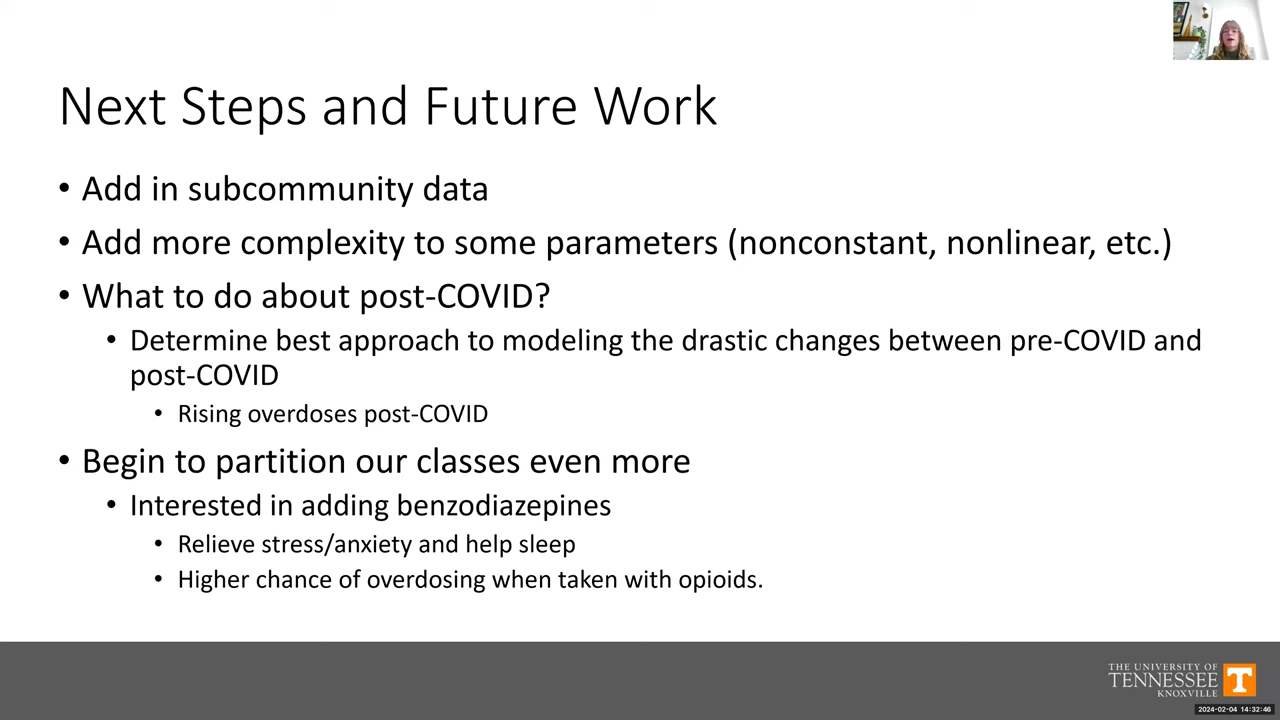 Next Steps and Future Work
• Add in subcommunity data
• Add more complexity to some parameters (nonconstant, nonlinear, etc.)
• What to do about post-COVID?
• Determine best approach to modeling the drastic changes between pre-COVID and
post-COVID
• Rising overdoses post-COVID
• Begin to partition our classes even more
• Interested in adding benzodiazepines
• Relieve stress/anxiety and help sleep
• Higher chance of overdosing when taken with opioids.
THE UNIVERSITY OF
TENNESSEE
KNOXVILLE
T
2024-02-04 14:32:46